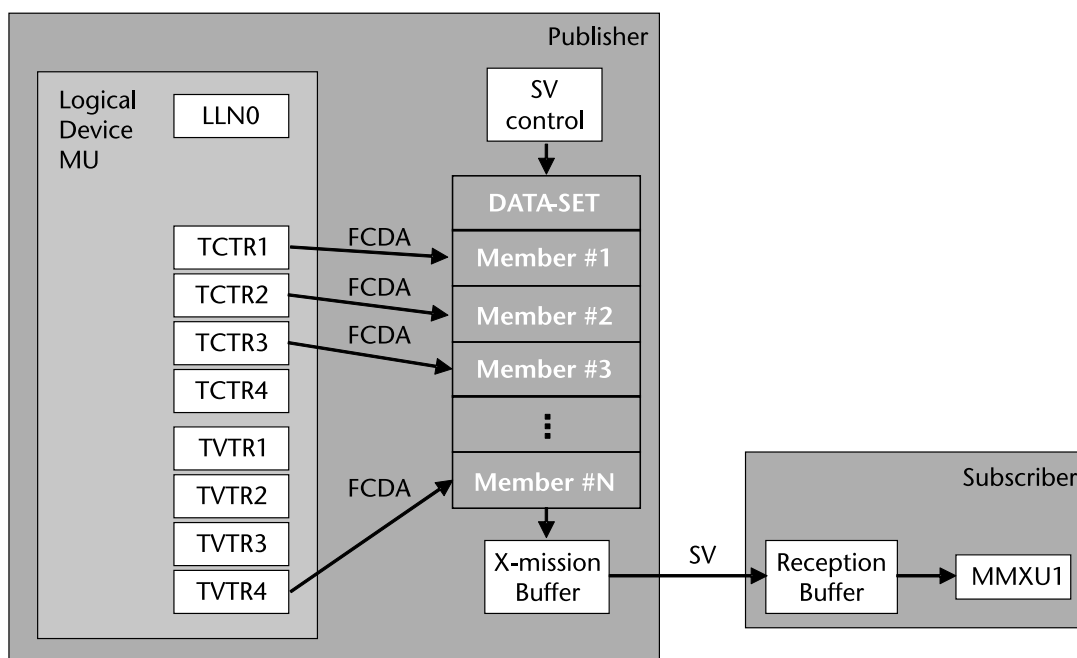 Publisher
Logical
Device
MU
LLN0
SV
control
DATA-SET
TCTR1
FCDA
Member #1
TCTR2
FCDA
Member #2
TCTR3
FCDA
Member #3
TCTR4
TVTR1
TVTR2
FCDA
Member #N
TVTR3
TVTR4
X-mission
Buffer
SV
Subscriber
Reception
Buffer
MMXU1